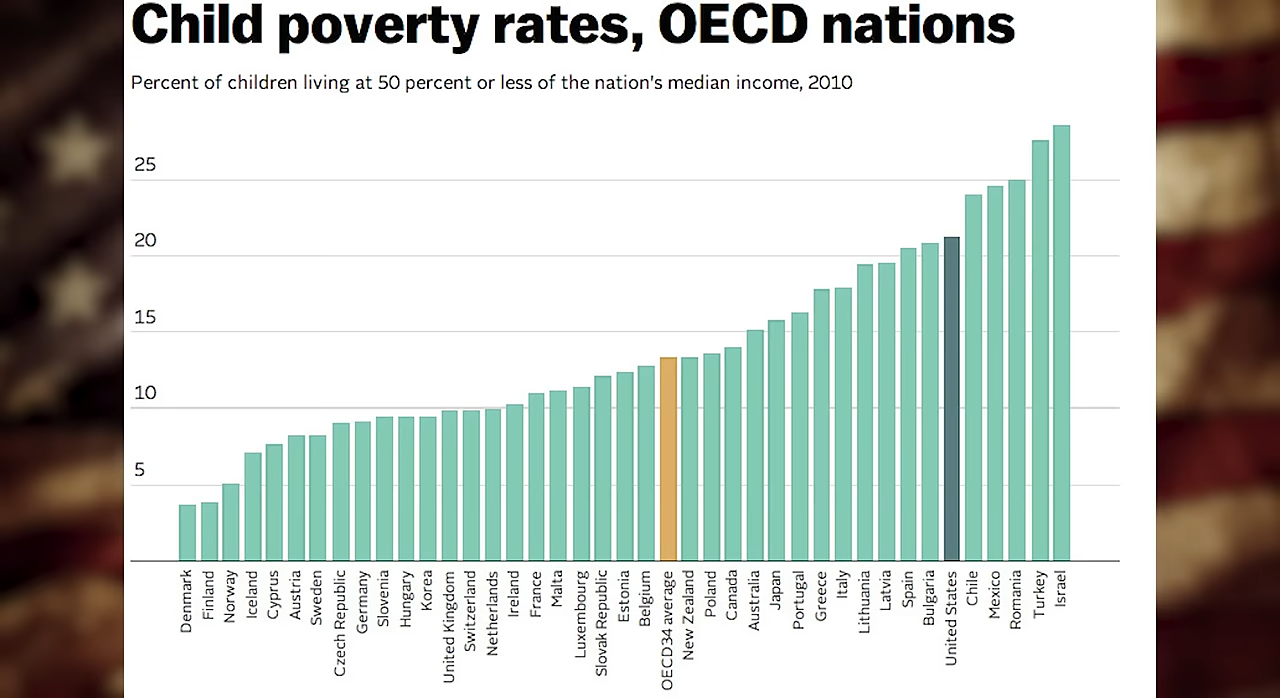 Child poverty rates, OECD nations
Percent of children living at 50 percent or less of the nation's median income, 2010
25
20
15
10
5
Denmark
Finland
Norway
Iceland
Cyprus
Austria
Sweden
Czech Republic
Germany
Slovenia
Hungary
Korea
United Kingdom
Switzerland
Netherlands
Ireland
France
Malta
Luxembourg
Slovak Republic
Estonia
Belgium
OECD34 average
New Zealand
Poland
Canada
Australia
Japan
Portugal
Greece
Italy
Lithuania
Latvia
Spain
Bulgaria
United States
Chile
Mexico
Romania
Turkey
Israel